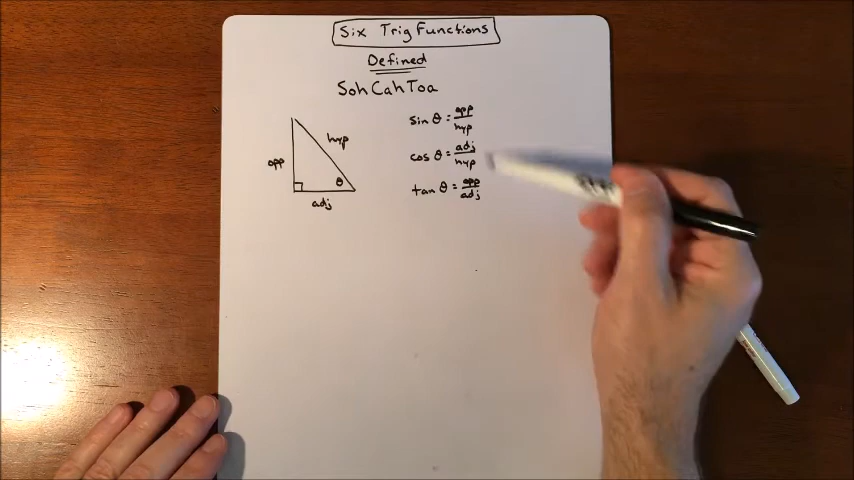 Six Trig Functions
Defined
SohCahToa
hyp
opp
θ
adj
sin θ = opp/hyp
cos θ = adj/hyp
tan θ = opp/adj